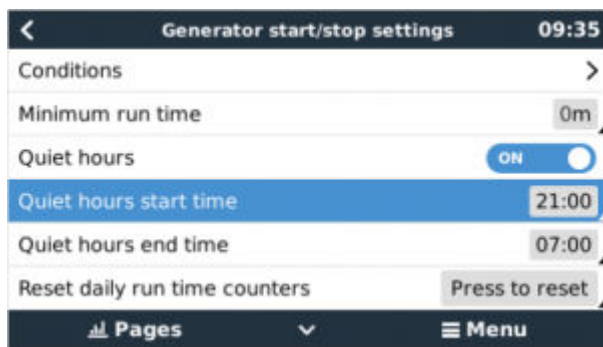 Generator start/stop settings 09:35
Conditions
Minimum run time 0m
Quiet hours ON
Quiet hours start time 21:00
Quiet hours end time 07:00
Reset daily run time counters Press to reset
Pages Menu